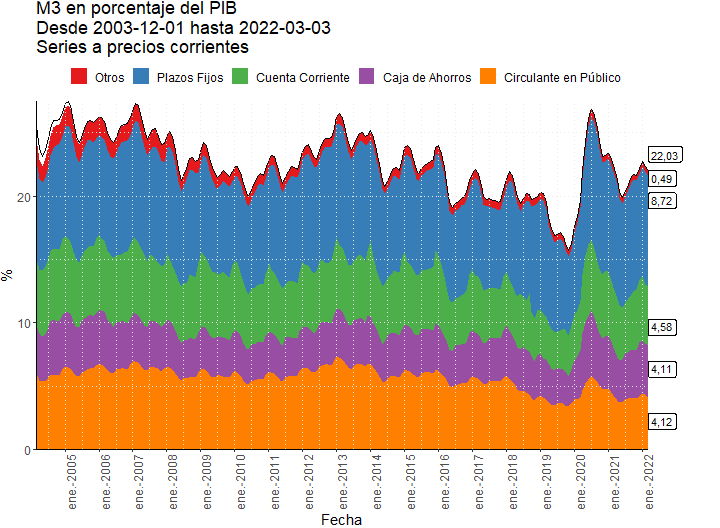 M3 en porcentaje del PIB
Desde 2003-12-01 hasta 2022-03-03
Series a precios corrientes
Otros Plazos Fijos Cuenta Corriente Caja de Ahorros Circulante en Público
22,03
0,49
20
8,72
%
10
4,58
4,11
4,12
0
ene.-2005 ene.-2006 ene.-2007 ene.-2008 ene.-2009 ene.-2010 ene.-2011 ene.-2012 ene.-2013 ene.-2014 ene.-2015 ene.-2016 ene.-2017 ene.-2018 ene.-2019 ene.-2020 ene.-2021 ene.-2022
Fecha